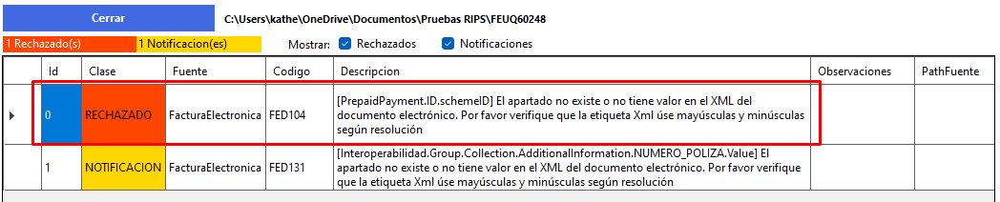 Cerrar
C:\Users\kathe\OneDrive\Documentos\Pruebas RIPS\FEUQ60248
1 Rechazado(s) 1 Notificacion(es) Mostrar: Rechazados Notificaciones
Id Clase Fuente Codigo Descripcion Observaciones PathFuente
[PrepaidPayment.ID.schemeID] El apartado no existe o no tiene valor en el XML del
0 RECHAZADO FacturaElectronica FED104 documento electrónico. Por favor verifique que la etiqueta Xml úse mayúsculas y minúsculas
según resolución
[Interoperabilidad.Group.Collection.AdditionalInformation.NUMERO_POLIZA.Value] El
1 NOTIFICACION FacturaElectronica FED131 apartado no existe o no tiene valor en el XML del documento electrónico. Por favor verifique
que la etiqueta Xml úse mayúsculas y minúsculas según resolución